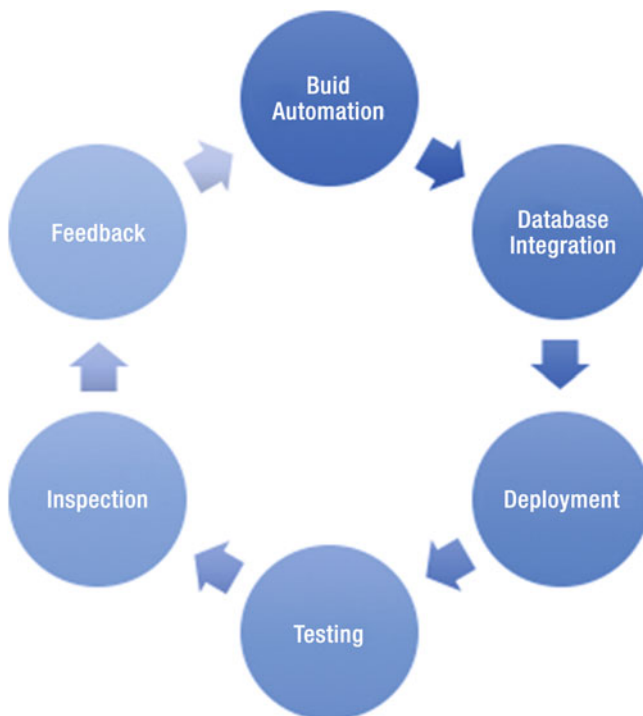 Buid
Automation
Database
Integration
Deployment
Testing
Inspection
Feedback